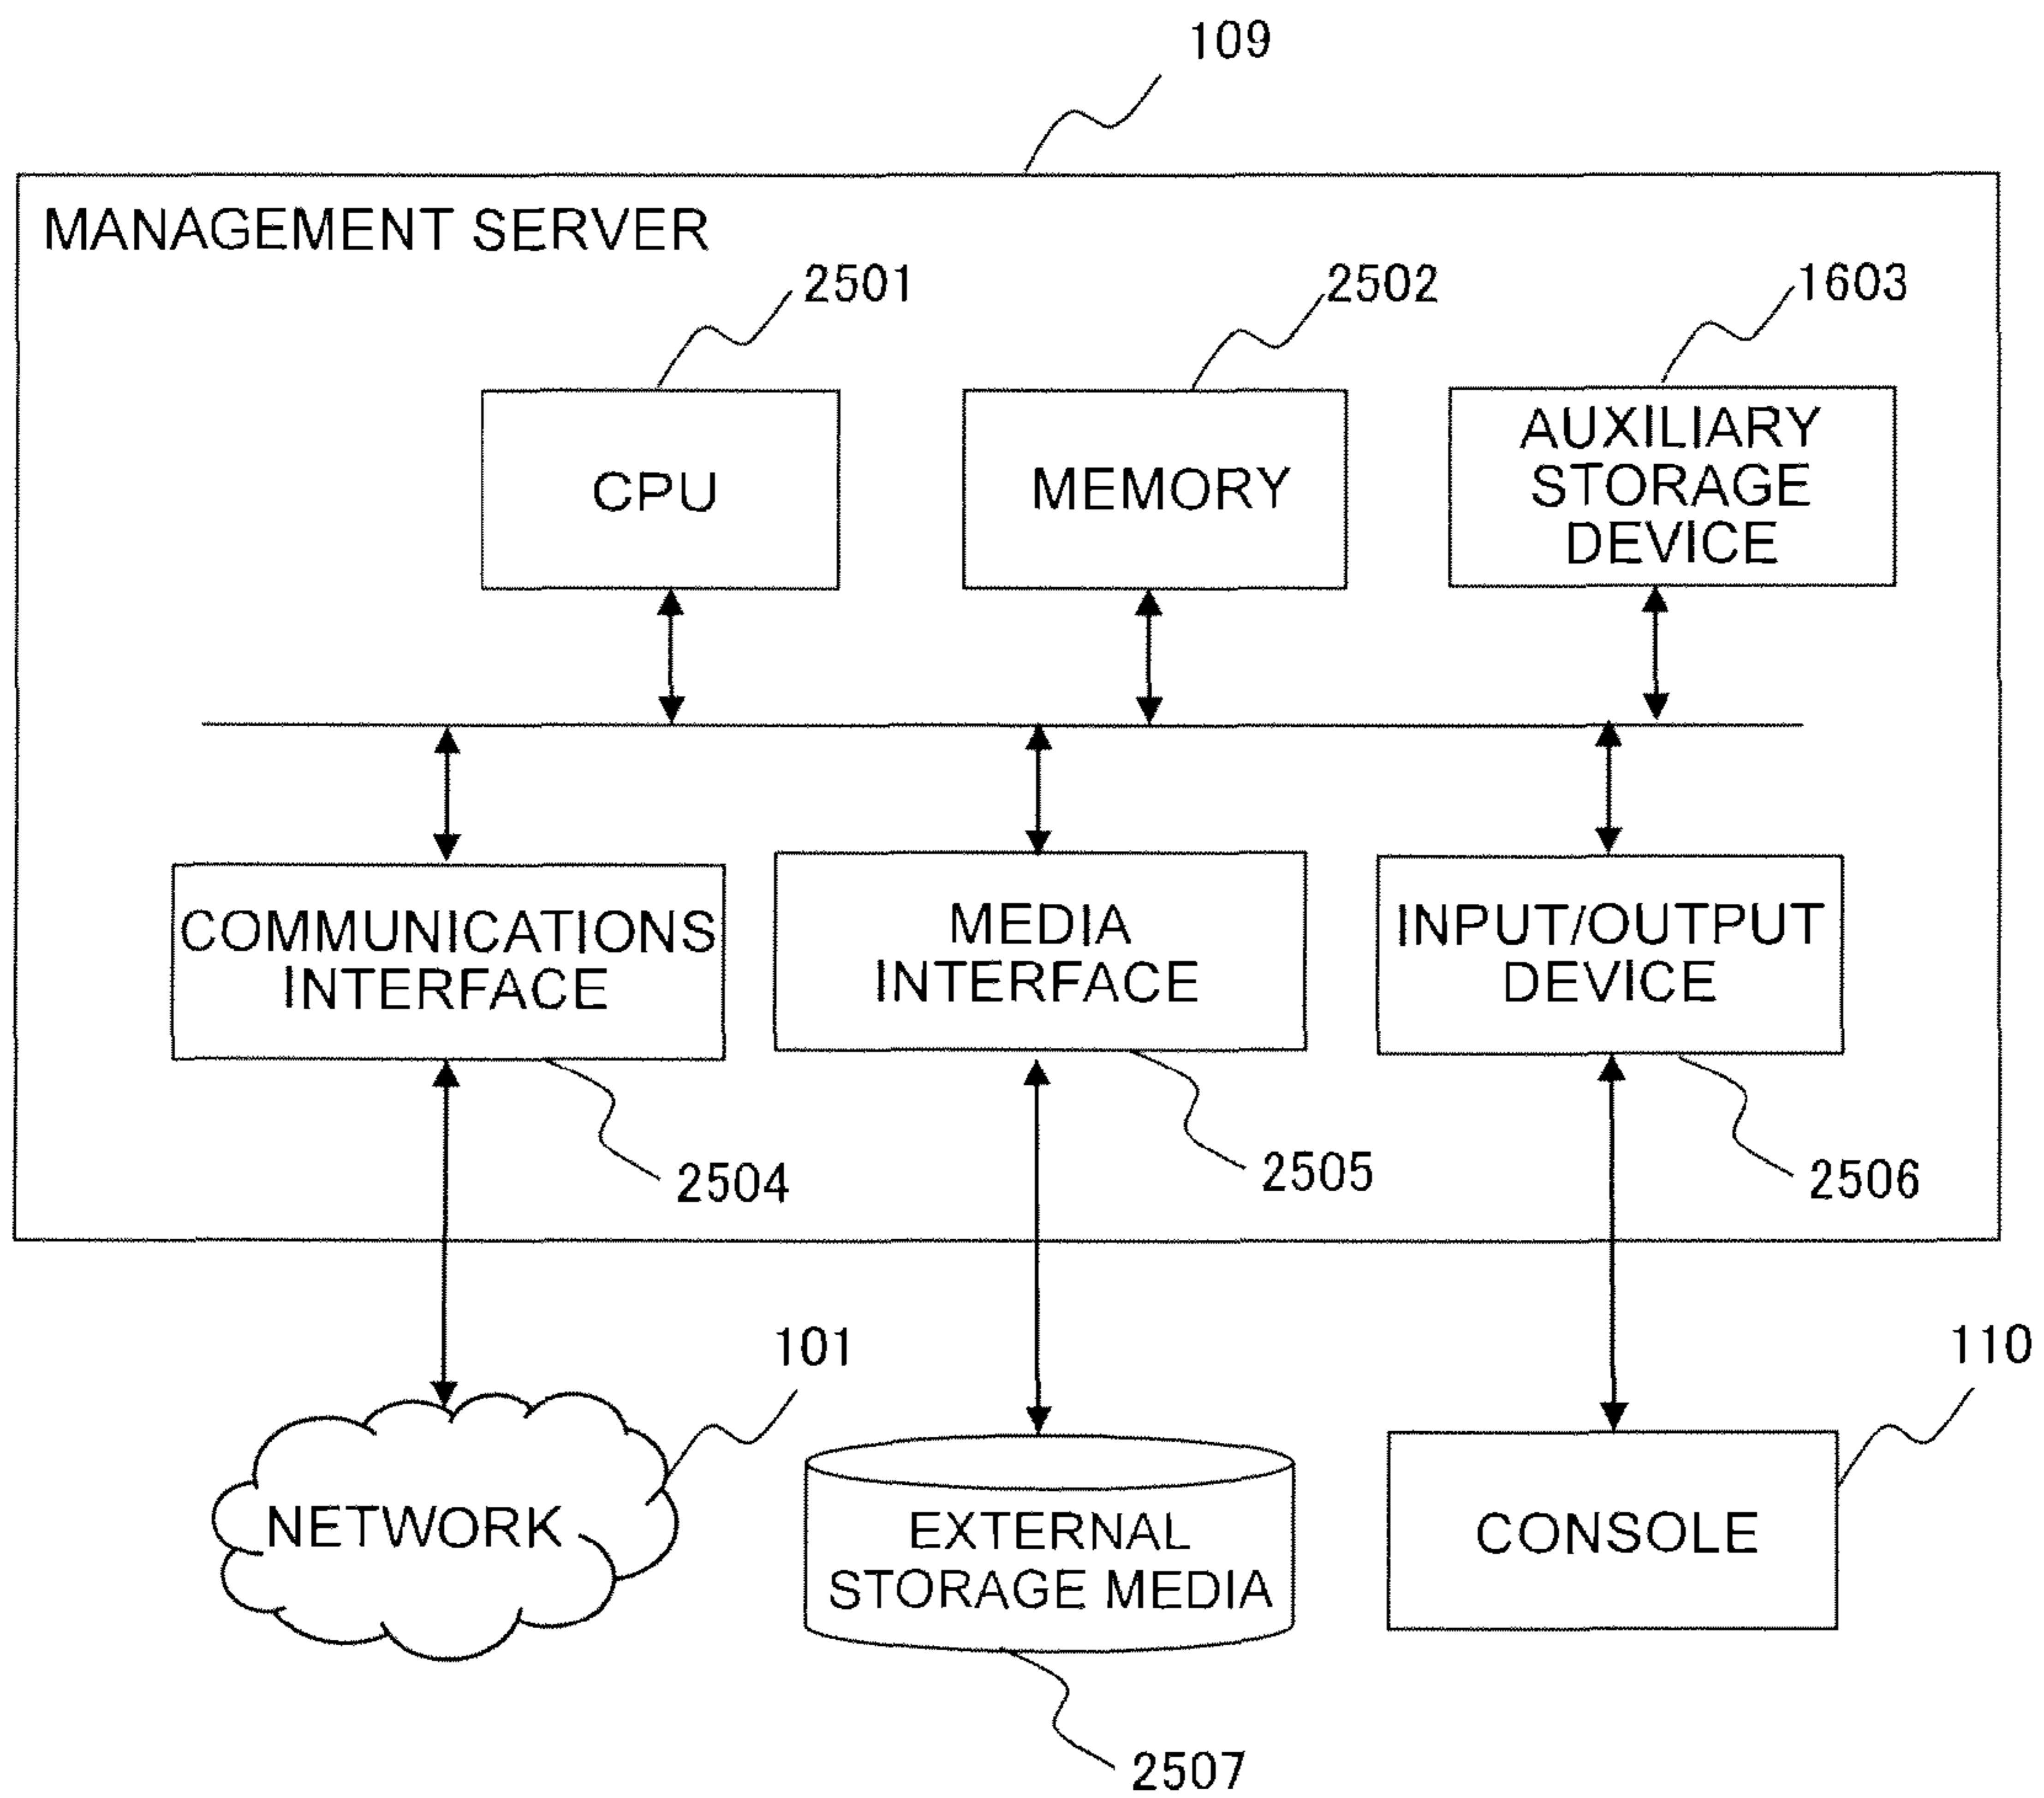 109
MANAGEMENT SERVER
2501
2502
1603
CPU
MEMORY
AUXILIARY
STORAGE
DEVICE
COMMUNICATIONS
INTERFACE
MEDIA
INTERFACE
INPUT/OUTPUT
DEVICE
2504
2505
2506
101
110
NETWORK
EXTERNAL
STORAGE MEDIA
CONSOLE
2507